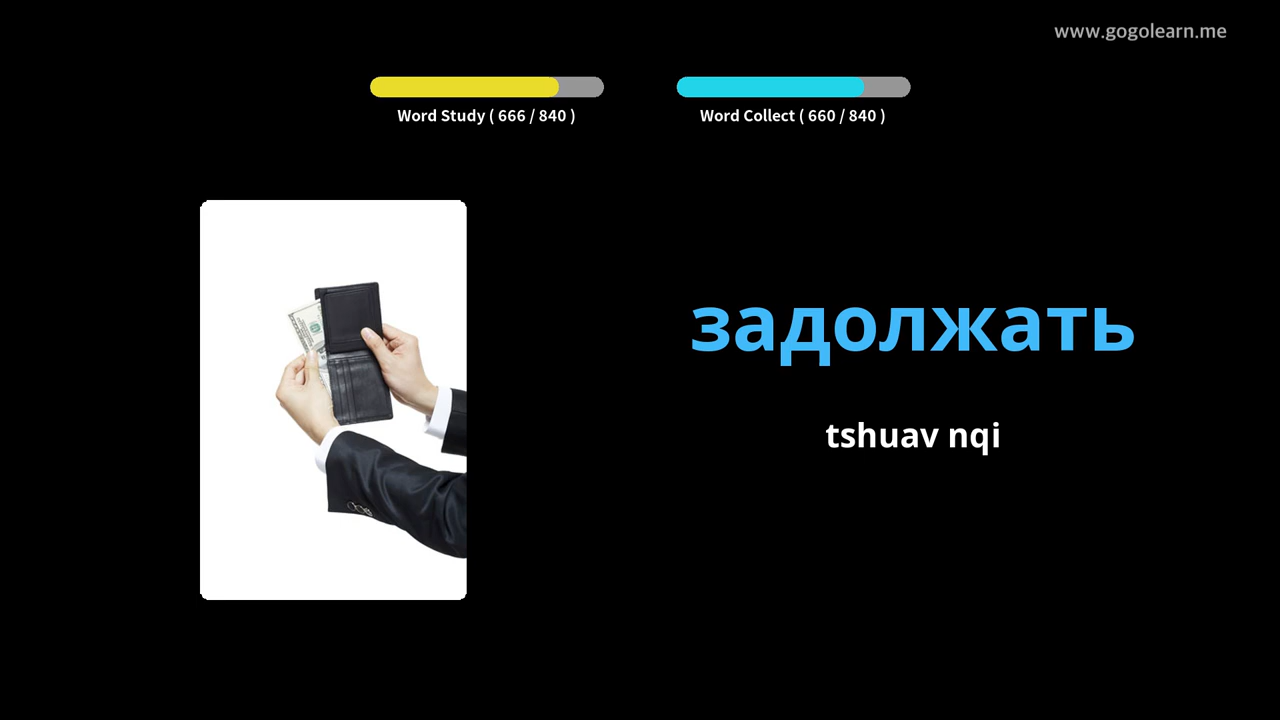 www.gogolearn.me
Word Study ( 666 / 840 )
Word Collect ( 660 / 840 )
задолжать
tshuav nqi